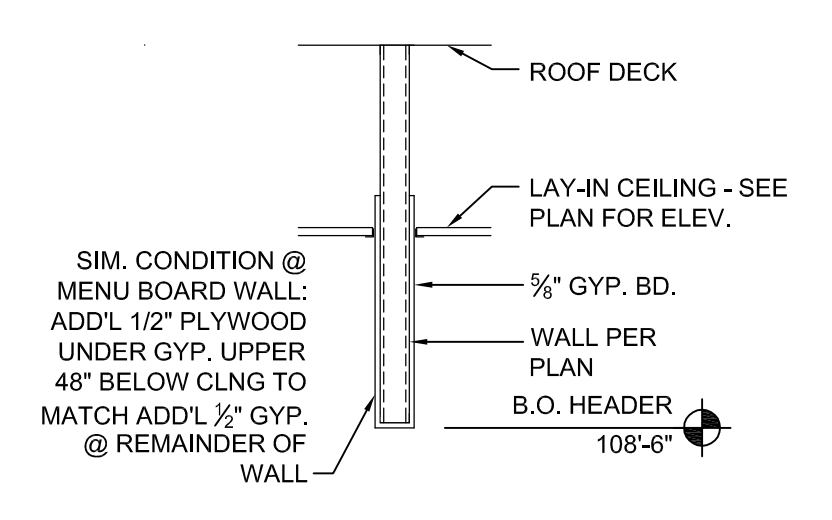 ROOF DECK
LAY-IN CEILING - SEE
PLAN FOR ELEV.
SIM. CONDITION @
MENU BOARD WALL:
ADD'L 1/2" PLYWOOD
UNDER GYP. UPPER
48" BELOW CLNG TO
MATCH ADD'L ½" GYP.
@ REMAINDER OF
WALL
⅝" GYP. BD.
WALL PER
PLAN
B.O. HEADER
108'-6"